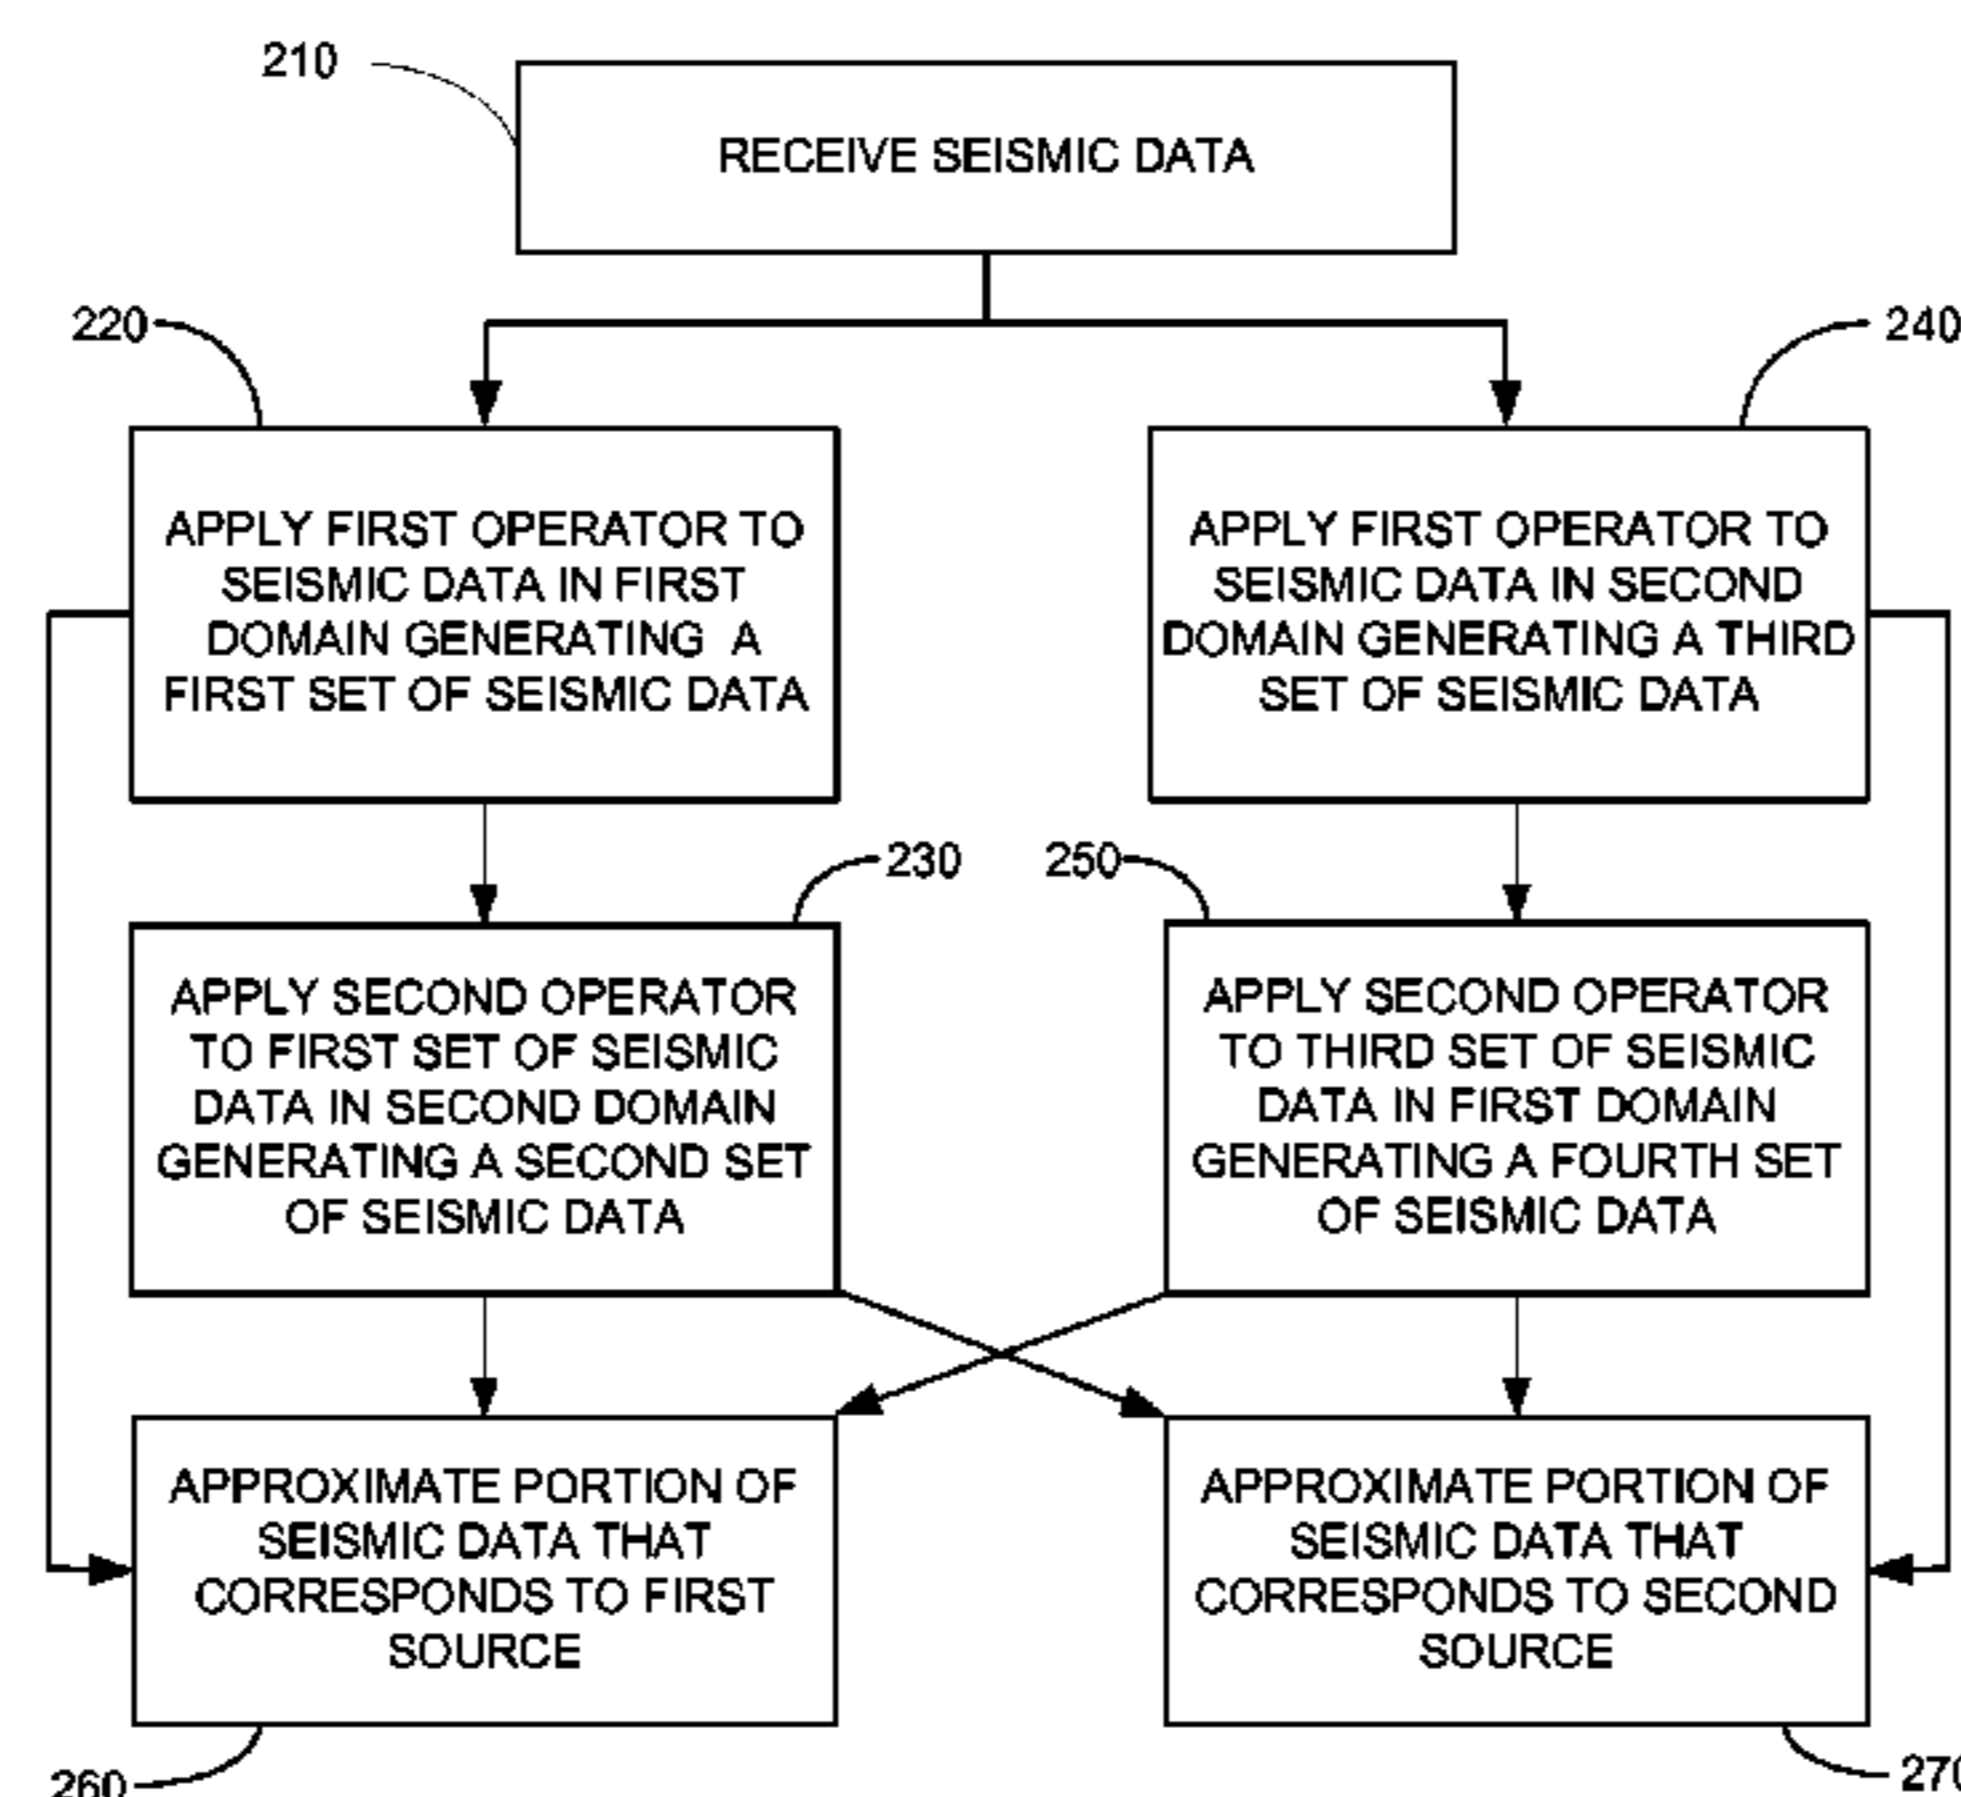 210
RECEIVE SEISMIC DATA
220
240
APPLY FIRST OPERATOR TO
SEISMIC DATA IN FIRST
DOMAIN GENERATING A
FIRST SET OF SEISMIC DATA
APPLY FIRST OPERATOR TO
SEISMIC DATA IN SECOND
DOMAIN GENERATING A THIRD
SET OF SEISMIC DATA
230
250
APPLY SECOND OPERATOR
TO FIRST SET OF SEISMIC
DATA IN SECOND DOMAIN
GENERATING A SECOND SET
OF SEISMIC DATA
APPLY SECOND OPERATOR
TO THIRD SET OF SEISMIC
DATA IN FIRST DOMAIN
GENERATING A FOURTH SET
OF SEISMIC DATA
APPROXIMATE PORTION OF
SEISMIC DATA THAT
CORRESPONDS TO FIRST
SOURCE
APPROXIMATE PORTION OF
SEISMIC DATA THAT
CORRESPONDS TO SECOND
SOURCE
260
270